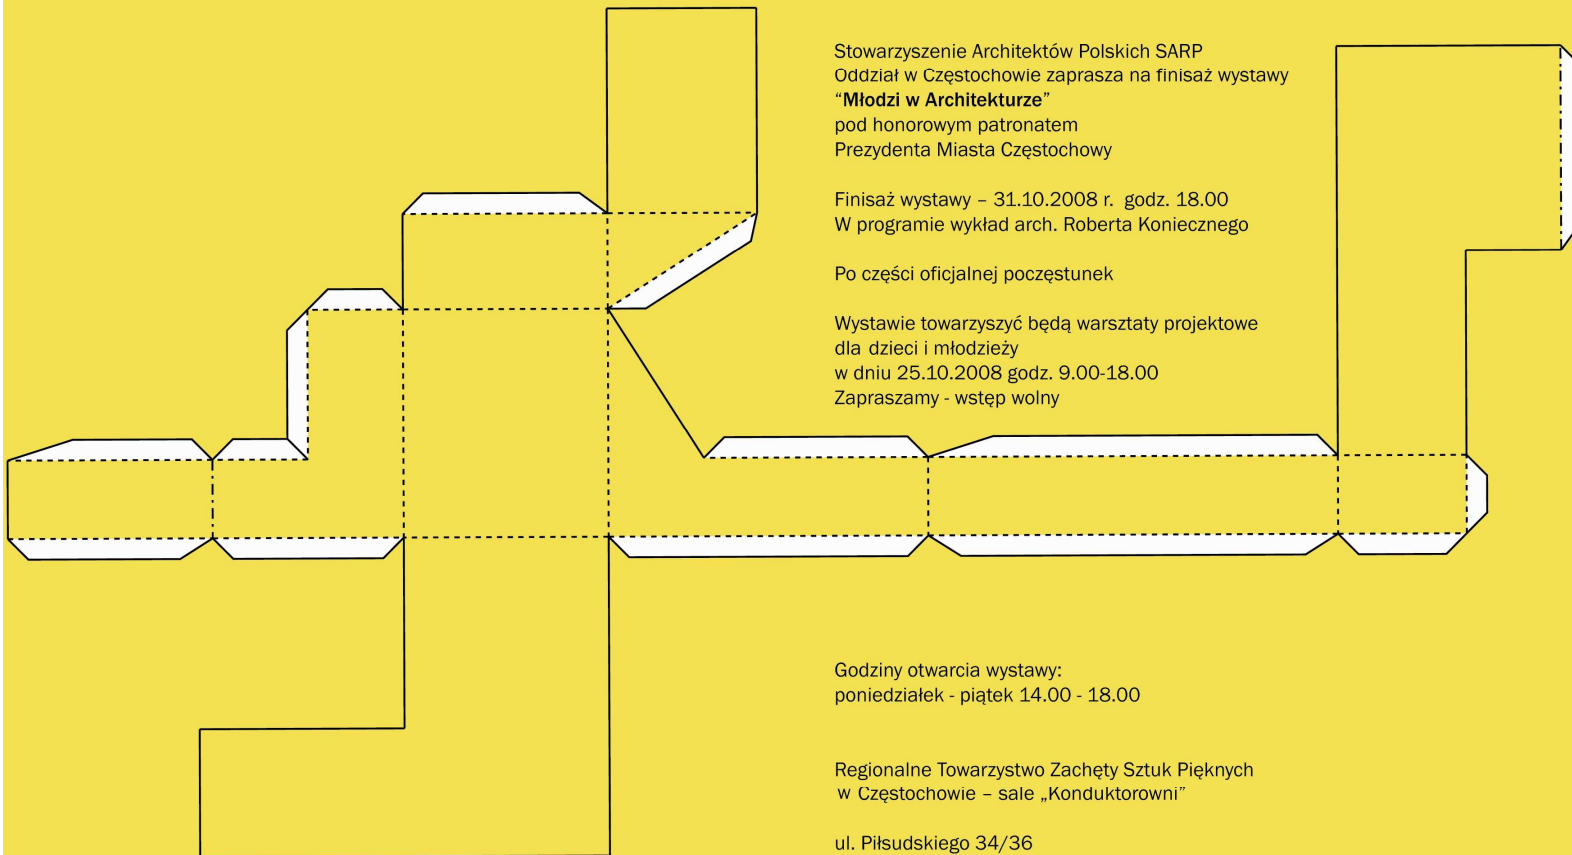 Stowarzyszenie Architektów Polskich SARP
Oddział w Częstochowie zaprasza na finisaż wystawy
“Młodzi w Architekturze”
pod honorowym patronatem
Prezydenta Miasta Częstochowy
Finisaż wystawy – 31.10.2008 r. godz. 18.00
W programie wykład arch. Roberta Koniecznego
Po części oficjalnej poczęstunek
Wystawie towarzyszyć będą warsztaty projektowe
dla dzieci i młodzieży
w dniu 25.10.2008 godz. 9.00-18.00
Zapraszamy - wstęp wolny
Godziny otwarcia wystawy:
poniedziałek - piątek 14.00 - 18.00
Regionalne Towarzystwo Zachęty Sztuk Pięknych
w Częstochowie – sale „Konduktorowni”
ul. Piłsudskiego 34/36